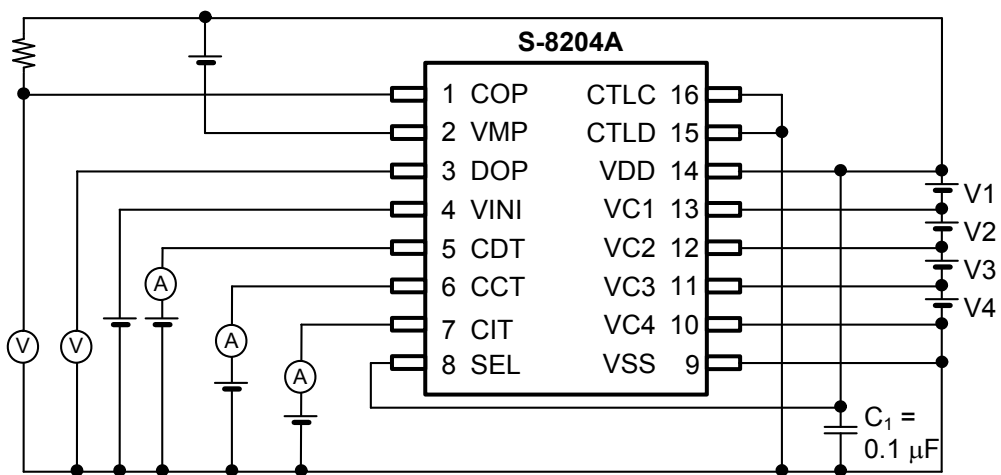 S-8204A
1 COP CTLC 16
2 VMP CTLD 15
3 DOP VDD 14
4 VINI VC1 13
5 CDT VC2 12
6 CCT VC3 11
7 CIT VC4 10
8 SEL VSS 9
V1
V2
V3
V4
A
A
A
V V
C₁ =
0.1 μF